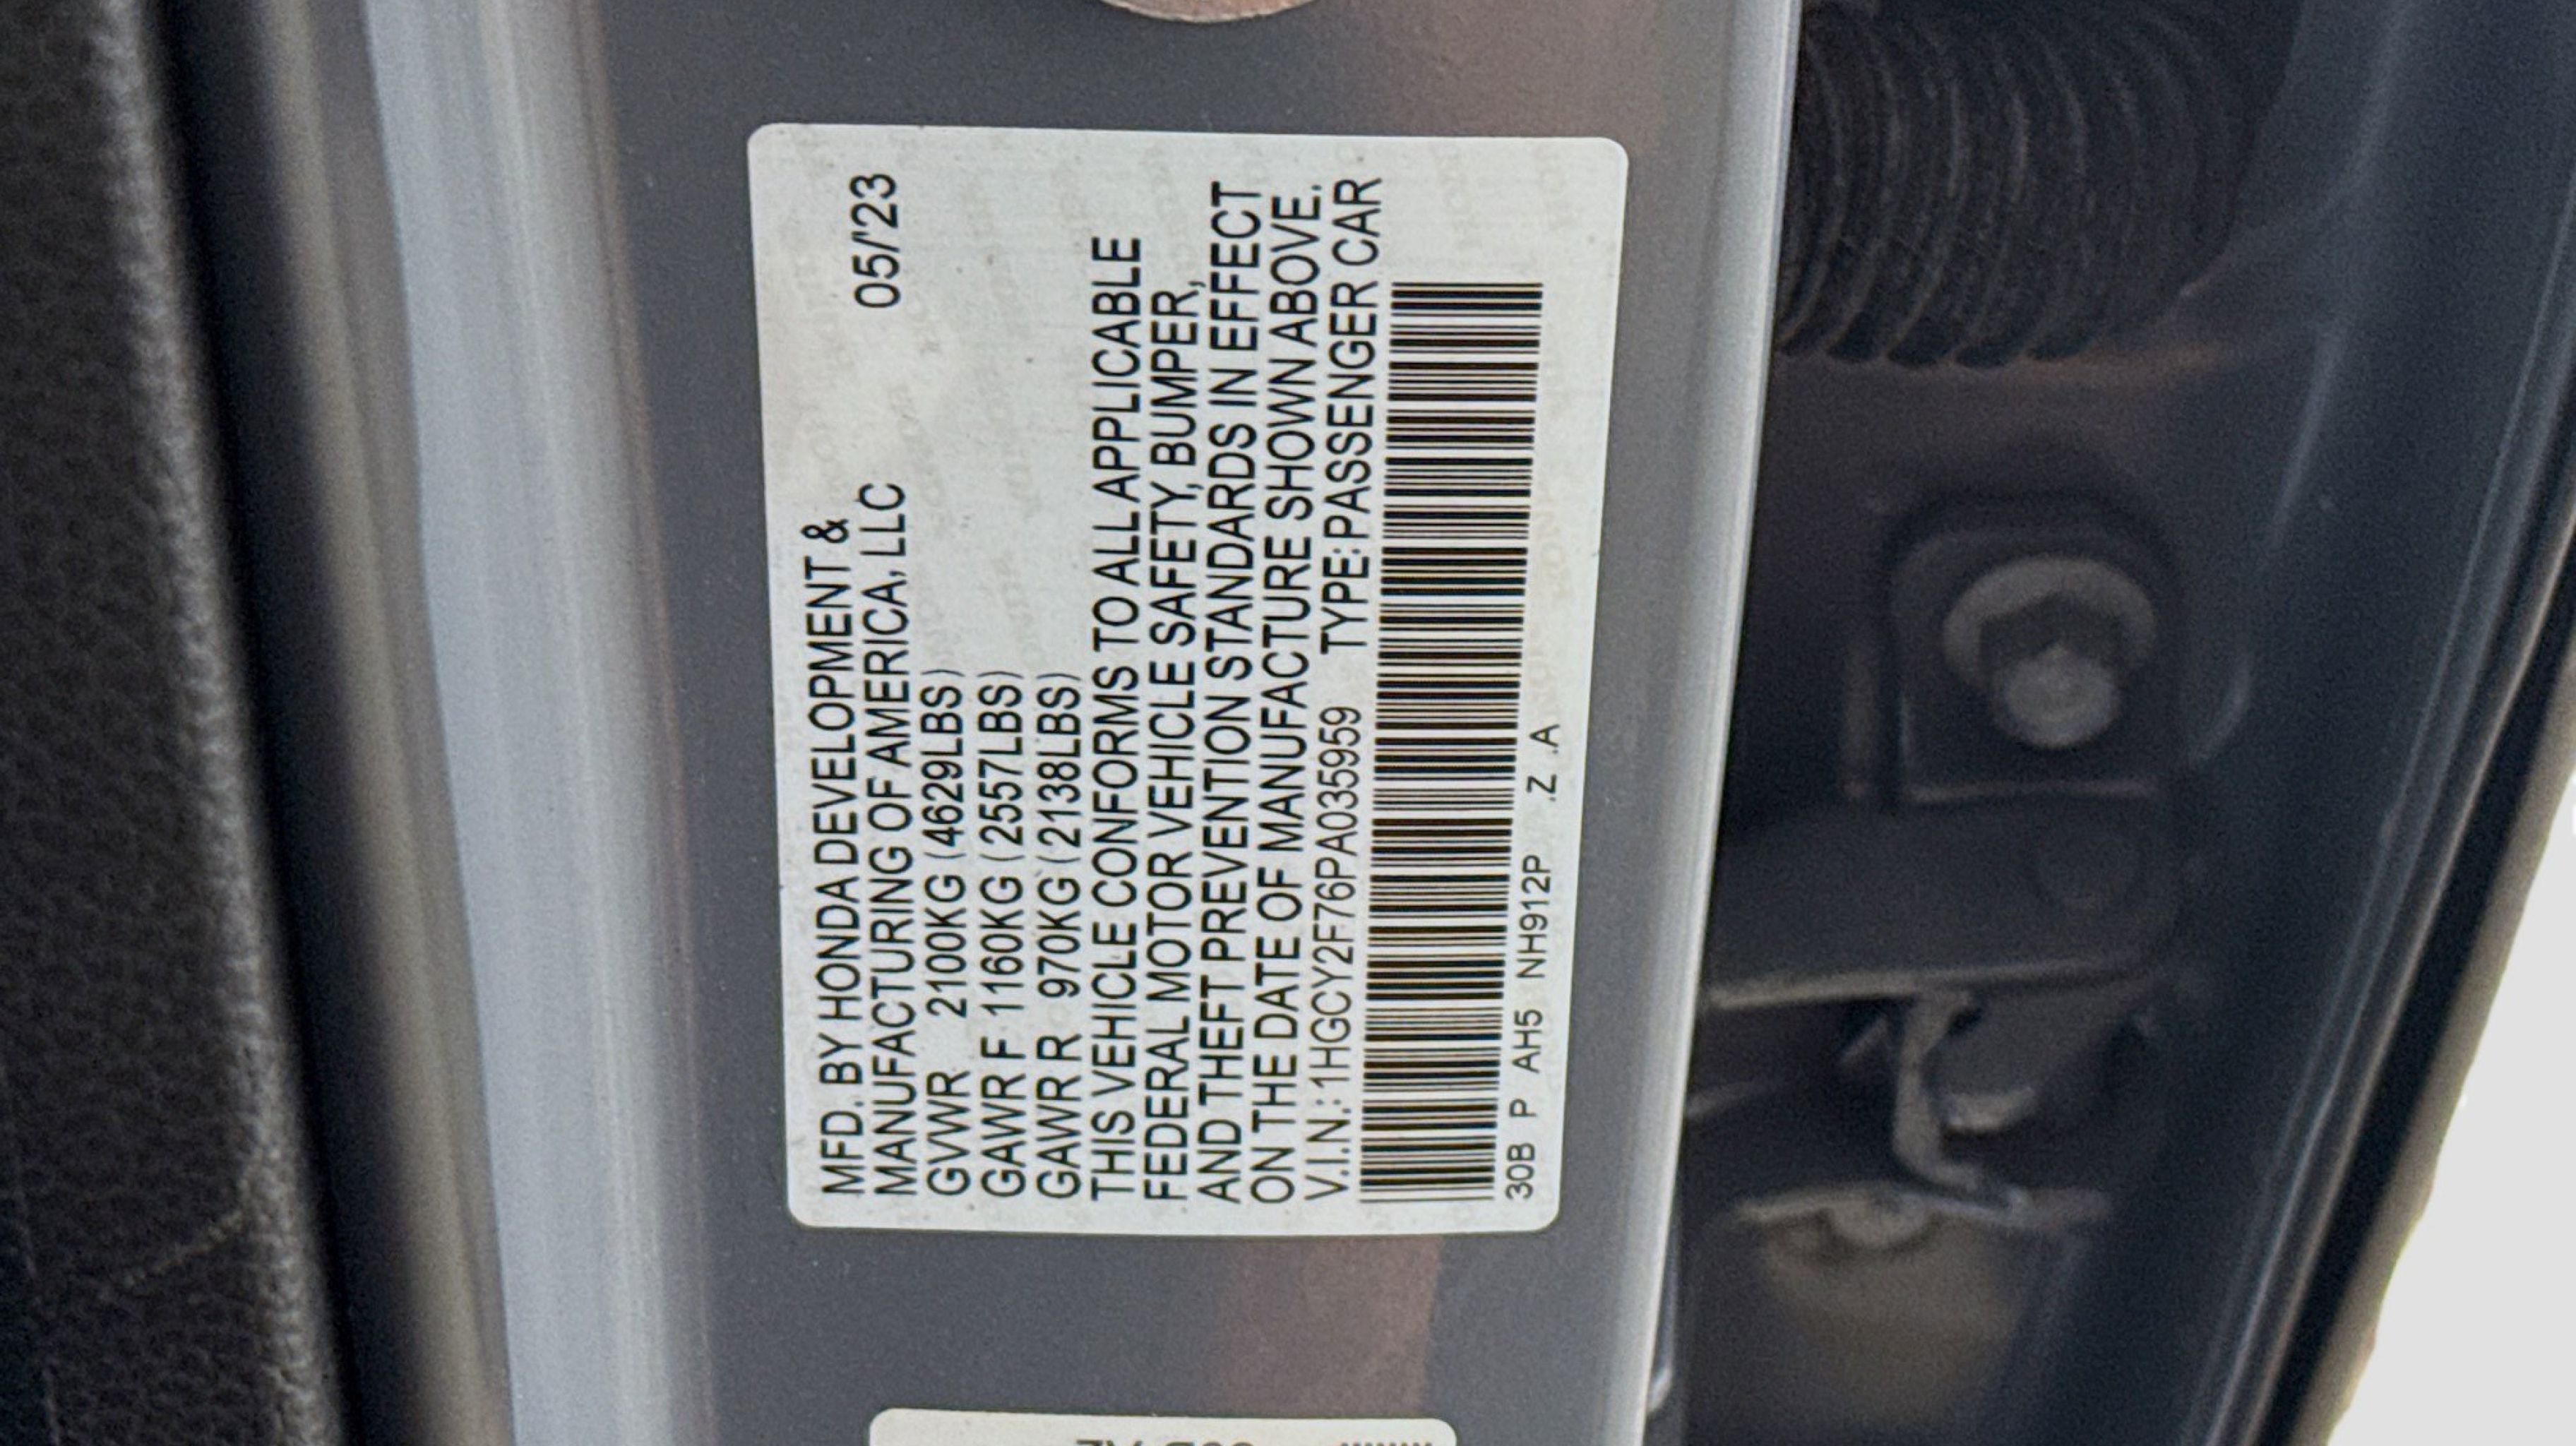 MFD. BY HONDA DEVELOPMENT &
MANUFACTURING OF AMERICA, LLC 05/'23
GVWR 2100KG (4629LBS)
GAWR F 1160KG (2557LBS)
GAWR R 970KG (2138LBS)
THIS VEHICLE CONFORMS TO ALL APPLICABLE
FEDERAL MOTOR VEHICLE SAFETY, BUMPER,
AND THEFT PREVENTION STANDARDS IN EFFECT
ON THE DATE OF MANUFACTURE SHOWN ABOVE.
V.I.N.: 1HGCY2F76PA035959 TYPE: PASSENGER CAR
30B P AH5 NH912P .Z .A